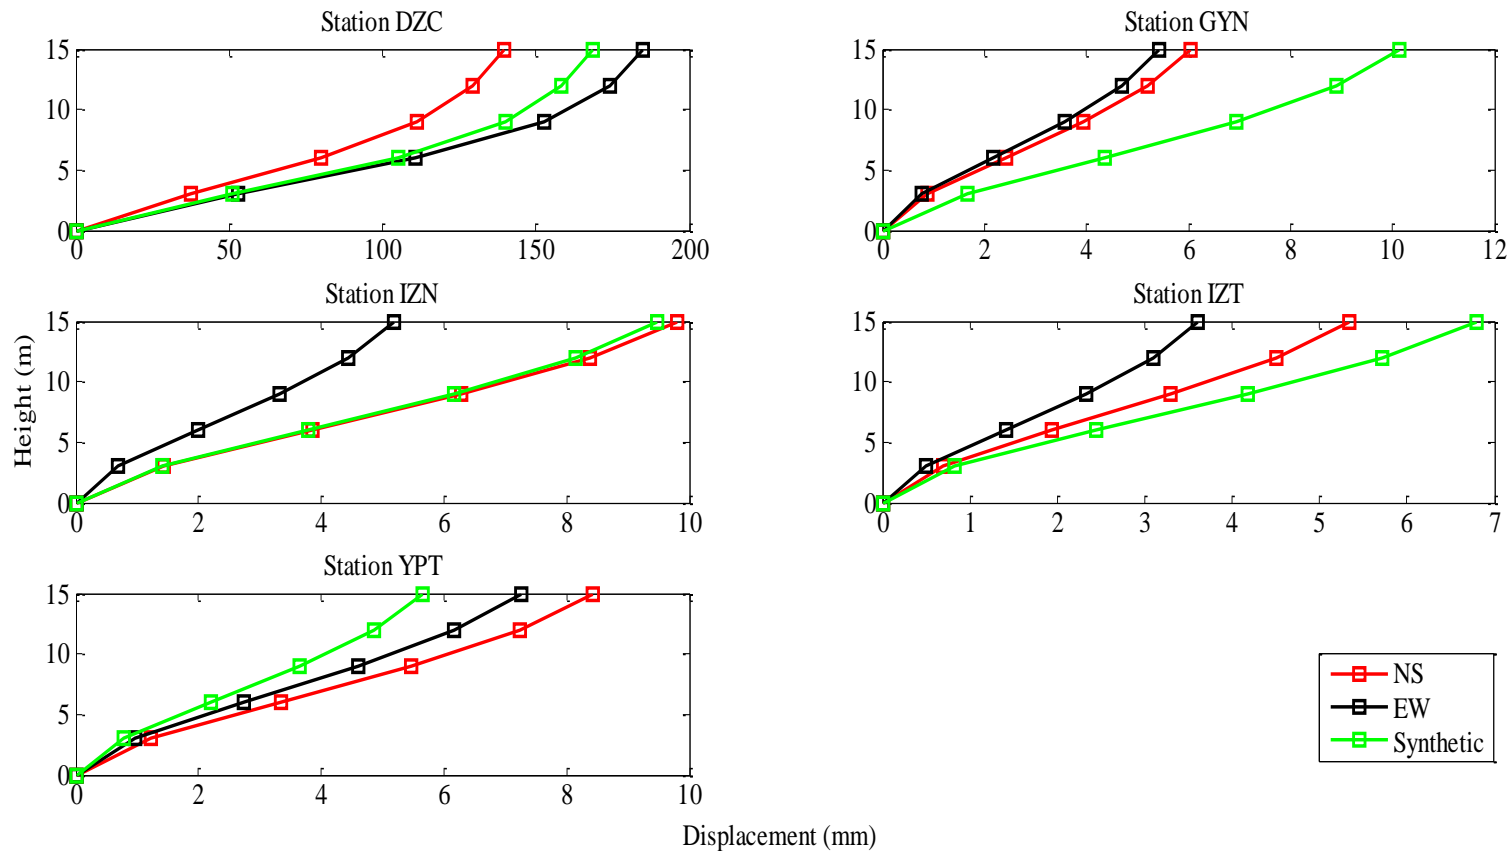 Station DZC
15
10
5
0
0 50 100 150 200
Station GYN
15
10
5
0
0 2 4 6 8 10 12
Station IZN
15
10
5
0
0 2 4 6 8 10
Station IZT
15
10
5
0
0 1 2 3 4 5 6 7
Height (m)
Station YPT
15
10
5
0
0 2 4 6 8 10
NS
EW
Synthetic
Displacement (mm)